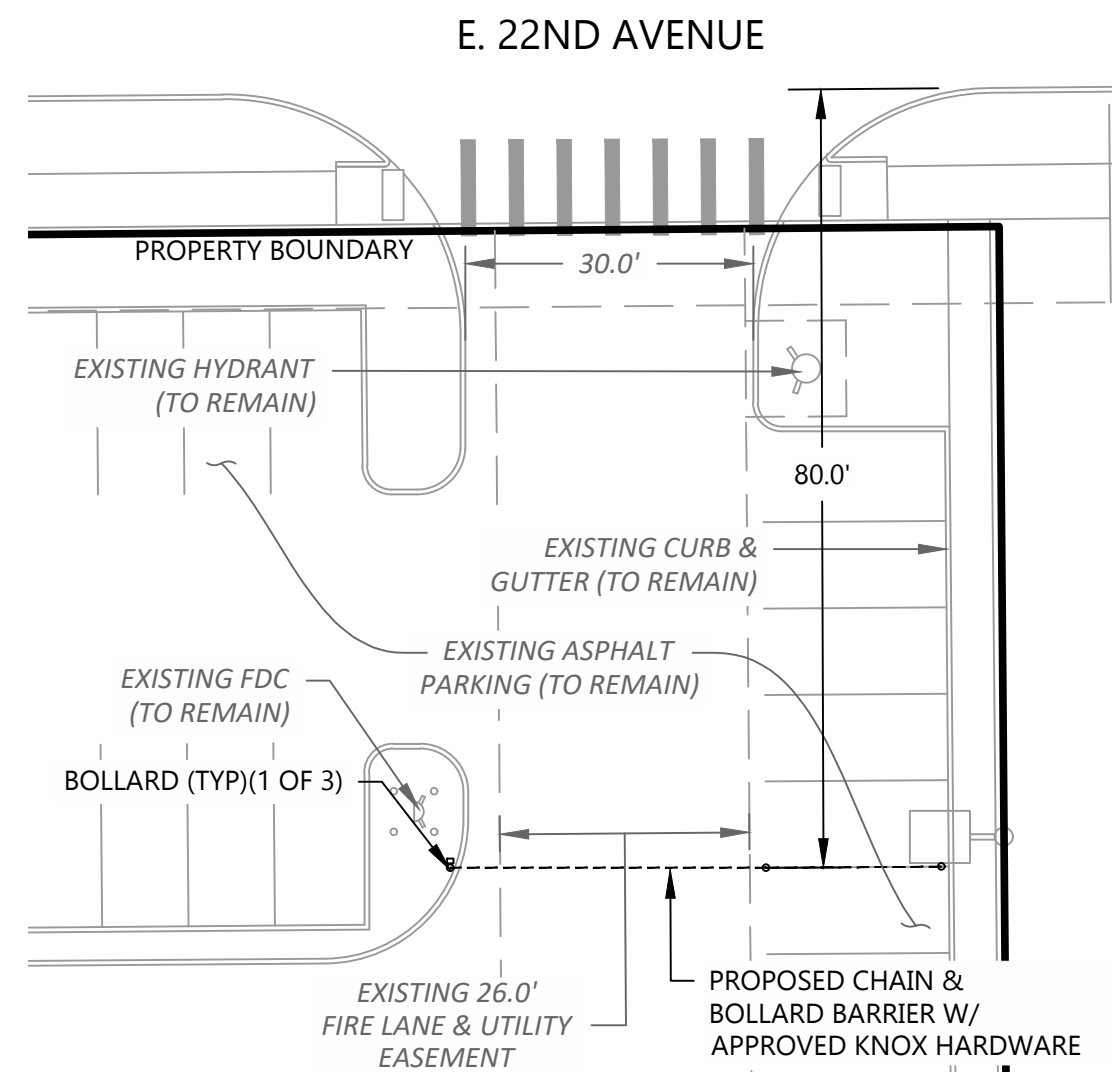 E. 22ND AVENUE
PROPERTY BOUNDARY
30.0'
EXISTING HYDRANT
(TO REMAIN)
80.0'
EXISTING CURB &
GUTTER (TO REMAIN)
EXISTING ASPHALT
PARKING (TO REMAIN)
EXISTING FDC
(TO REMAIN)
BOLLARD (TYP)(1 OF 3)
EXISTING 26.0'
FIRE LANE & UTILITY
EASEMENT
PROPOSED CHAIN &
BOLLARD BARRIER W/
APPROVED KNOX HARDWARE